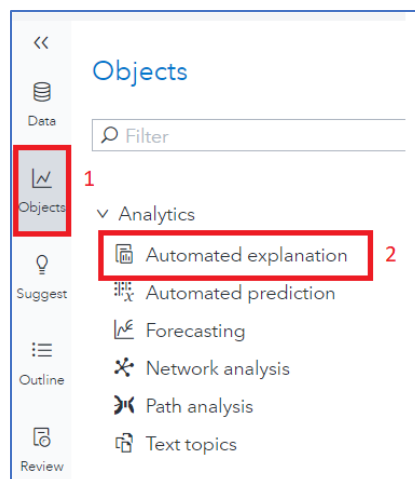 Objects
Data
Filter
Objects
1
Analytics
Automated explanation
2
Suggest
Automated prediction
Forecasting
Outline
Network analysis
Path analysis
Review
Text topics